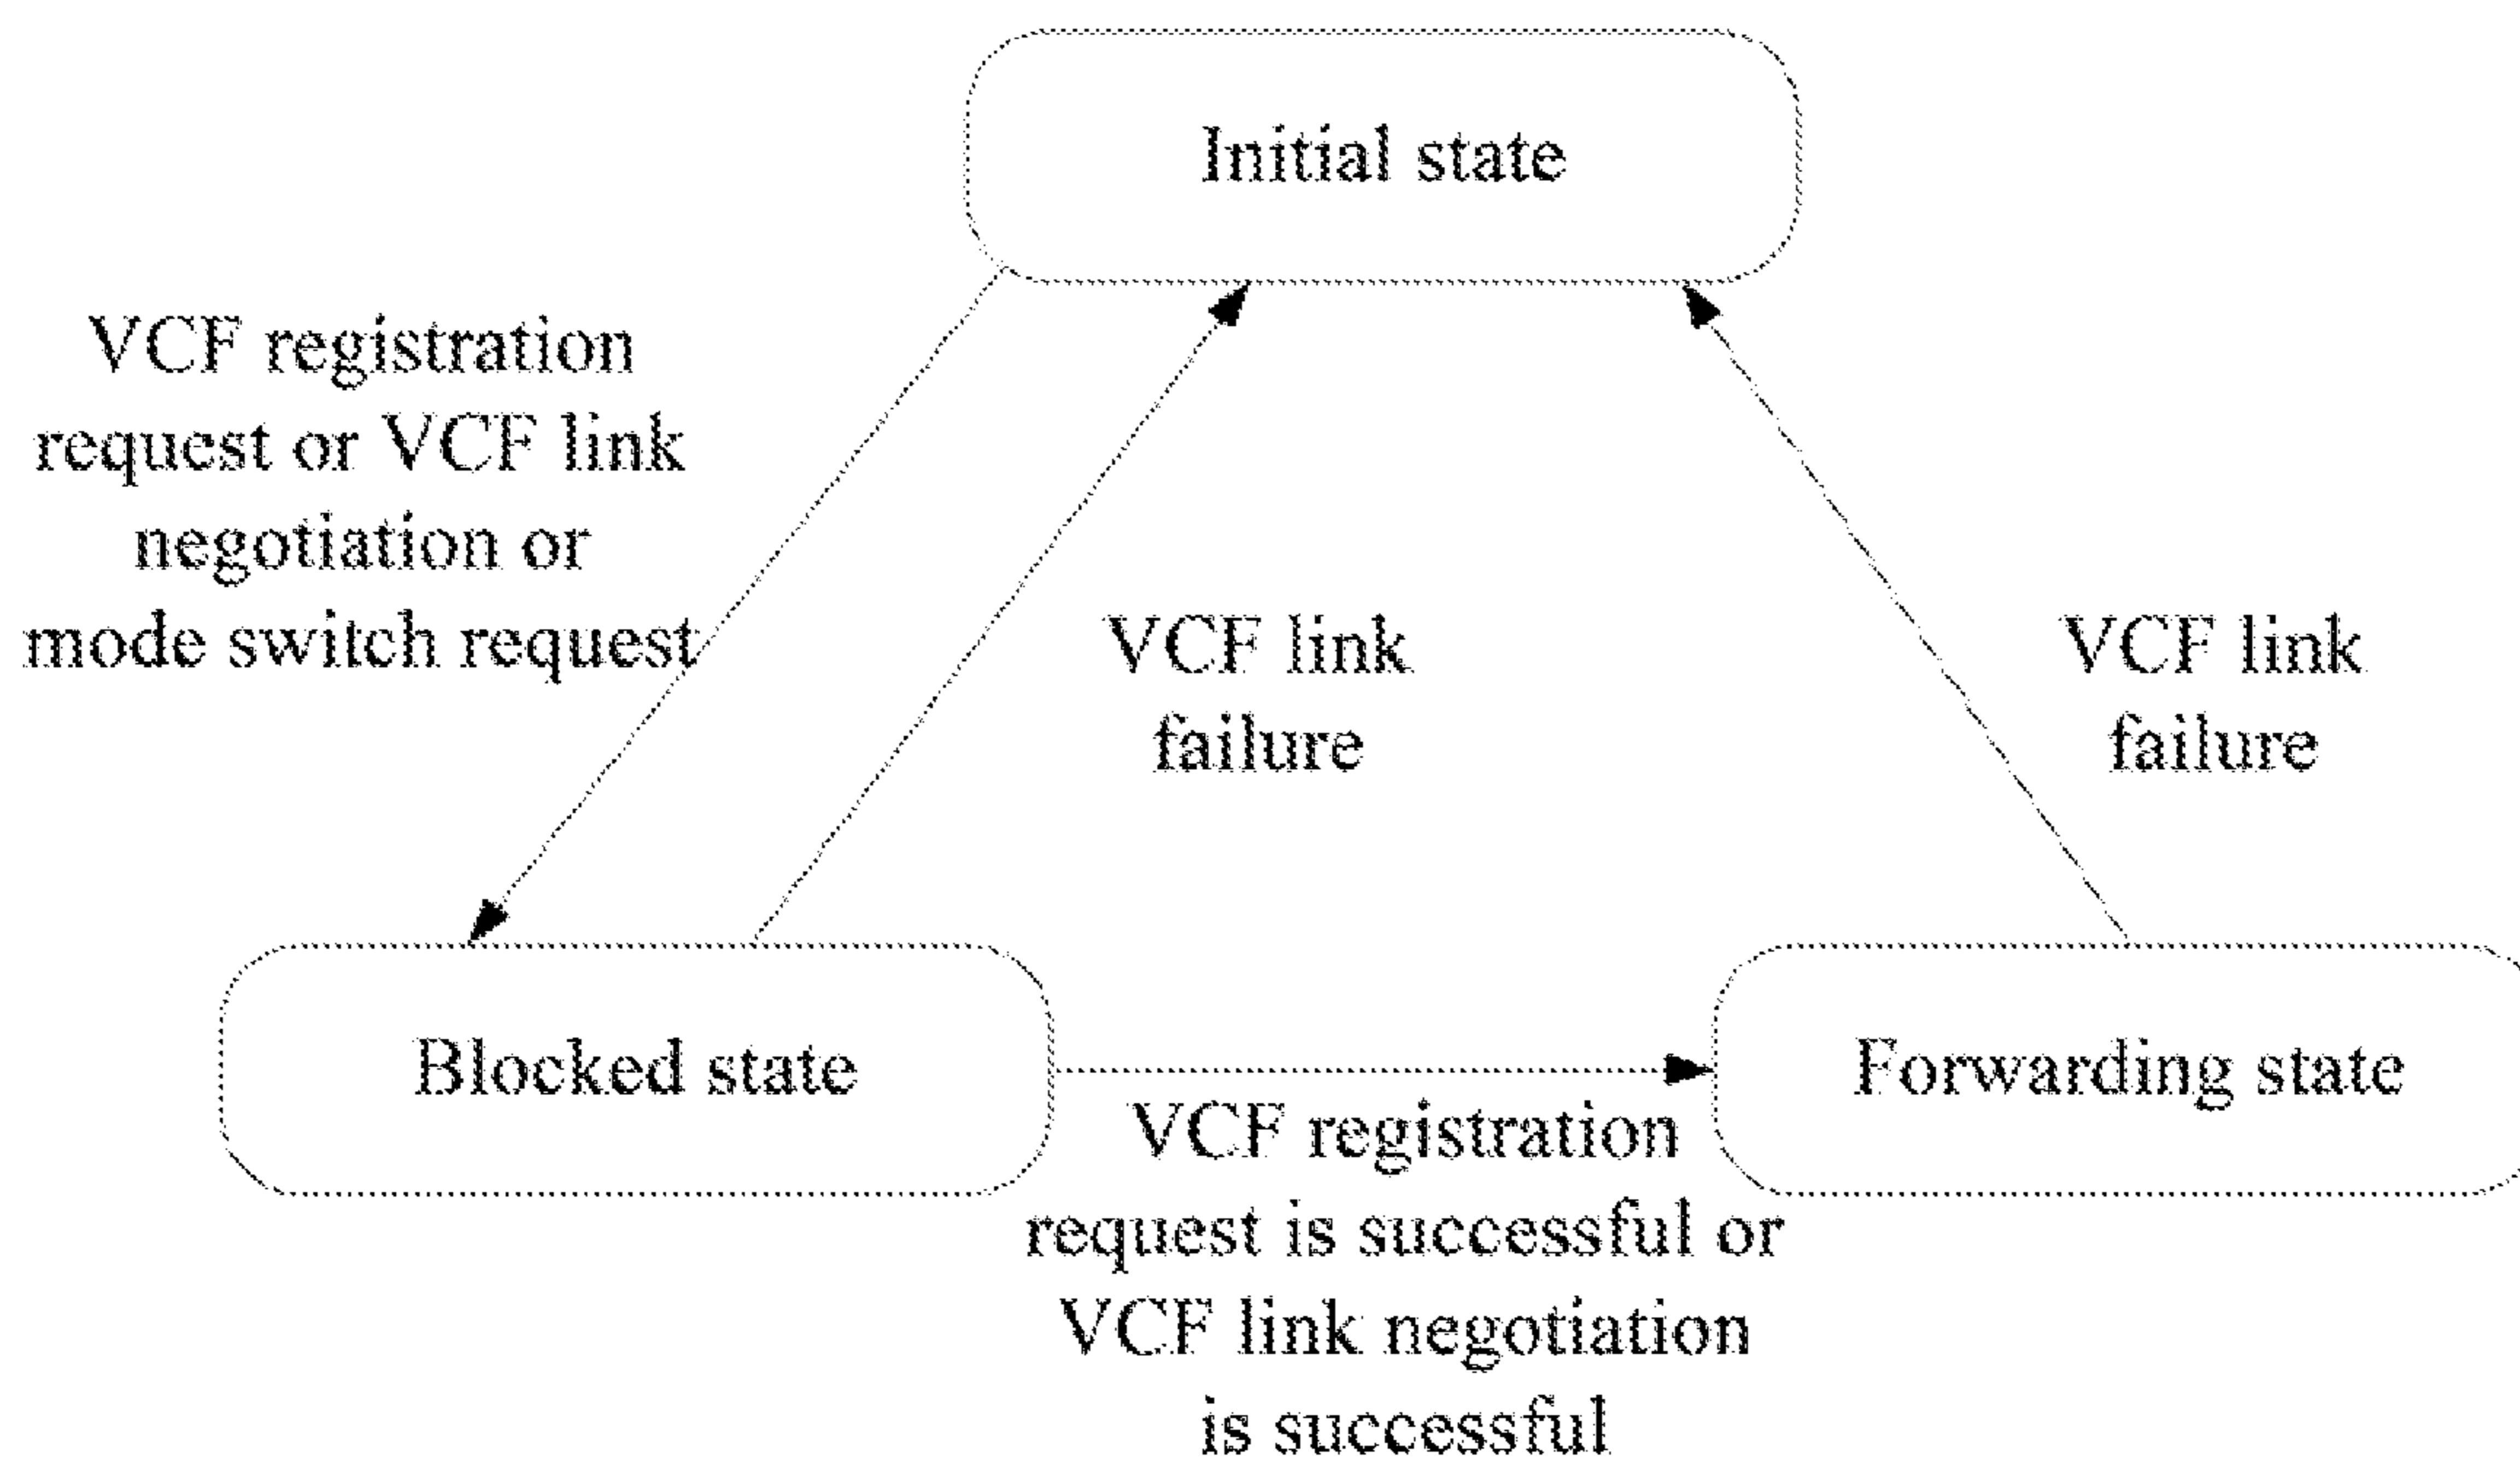 Initial state
VCF registration
request or VCF link
negotiation or
mode switch request
VCF link
failure
VCF link
failure
Blocked state
Forwarding state
VCF registration
request is successful or
VCF link negotiation
is successful